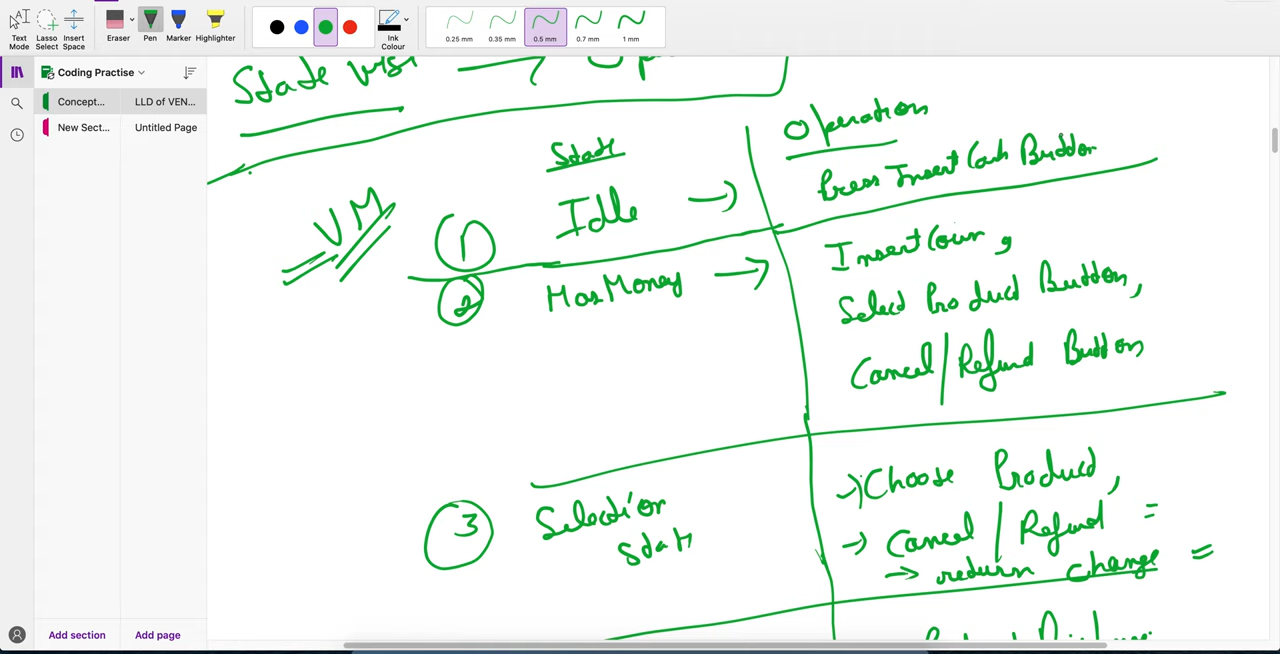 Text Mode
Lasso Select
Insert Space
Eraser
Pen
Marker
Highlighter
Ink Colour
0.25 mm
0.35 mm
0.5 mm
0.7 mm
1 mm
Coding Practise
Concept... LLD of VEN...
New Sect... Untitled Page
Add section Add page
State
Operation
VM
1 Idle
Press Insert Cash Button
2 HasMoney
Insert Coin,
Select Product Button,
Cancel/Refund Button
3 Selection State
→ Choose Product,
→ Cancel / Refund =
→ return change =